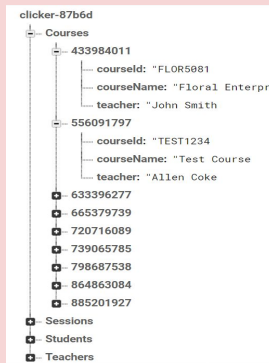 clicker-87b6d
Courses
433984011
courseId: "FLOR5081
courseName: "Floral Enterpr
teacher: "John Smith
556091797
courseId: "TEST1234
courseName: "Test Course
teacher: "Allen Coke
633396277
665379739
720716089
739065785
798687538
864863084
885201927
Sessions
Students
Teachers